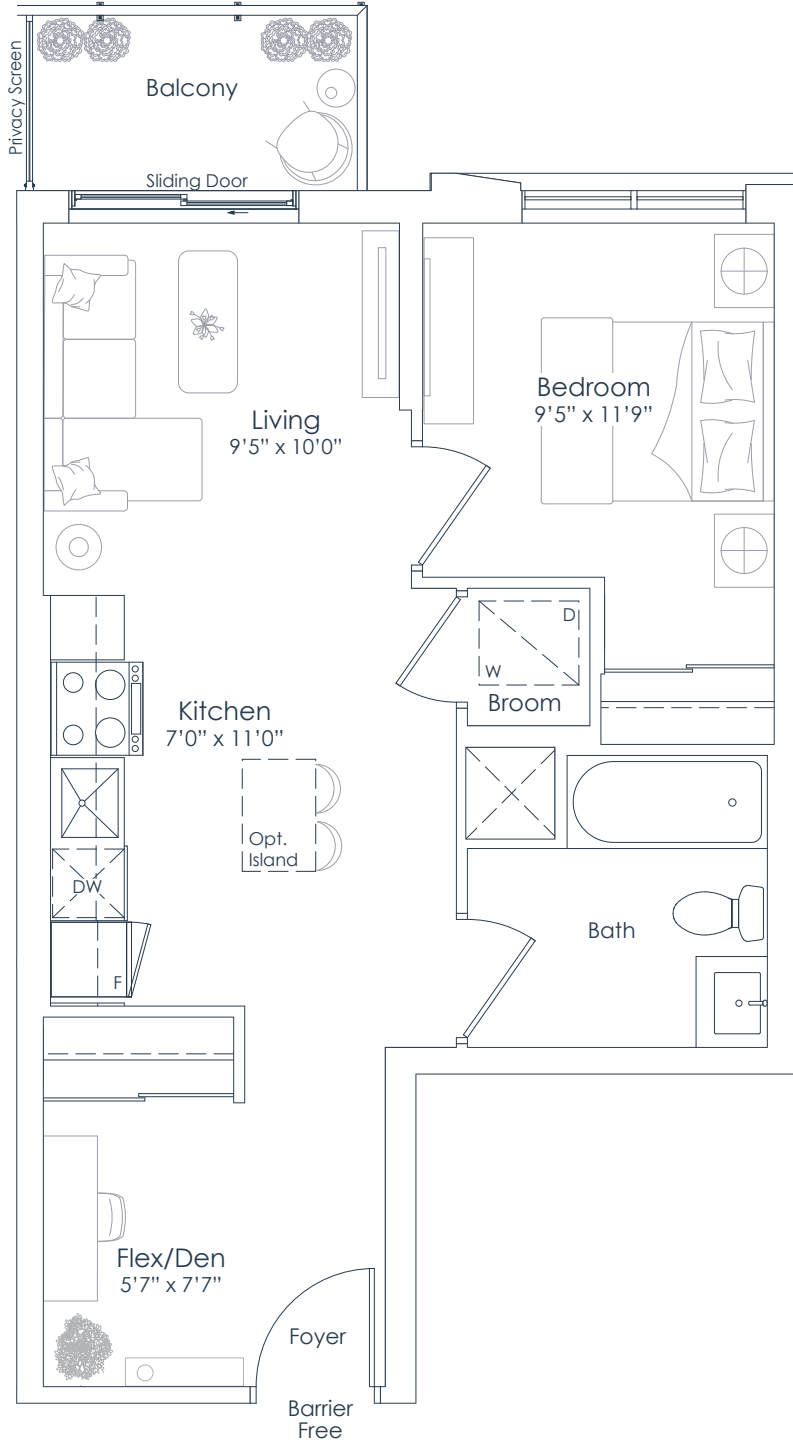 Privacy Screen
Balcony
Sliding Door
Living
9’5” x 10’0”
Bedroom
9’5” x 11’9”
D
W
Broom
Kitchen
7’0” x 11’0”
Opt.
Island
DW
F
Bath
Flex/Den
5’7” x 7’7”
Foyer
Barrier
Free